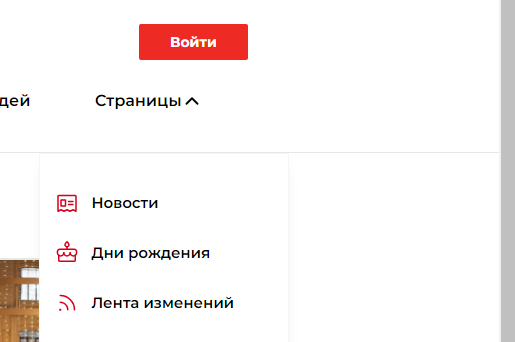 Войти
дей
Страницы
Новости
Дни рождения
Лента изменений